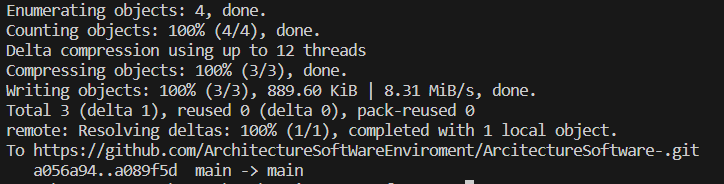 Enumerating objects: 4, done.
Counting objects: 100% (4/4), done.
Delta compression using up to 12 threads
Compressing objects: 100% (3/3), done.
Writing objects: 100% (3/3), 889.60 KiB | 8.31 MiB/s, done.
Total 3 (delta 1), reused 0 (delta 0), pack-reused 0
remote: Resolving deltas: 100% (1/1), completed with 1 local object.
To https://github.com/ArchitectureSoftWareEnviroment/ArcitectureSoftware-.git
   a056a94..a089f5d  main -> main